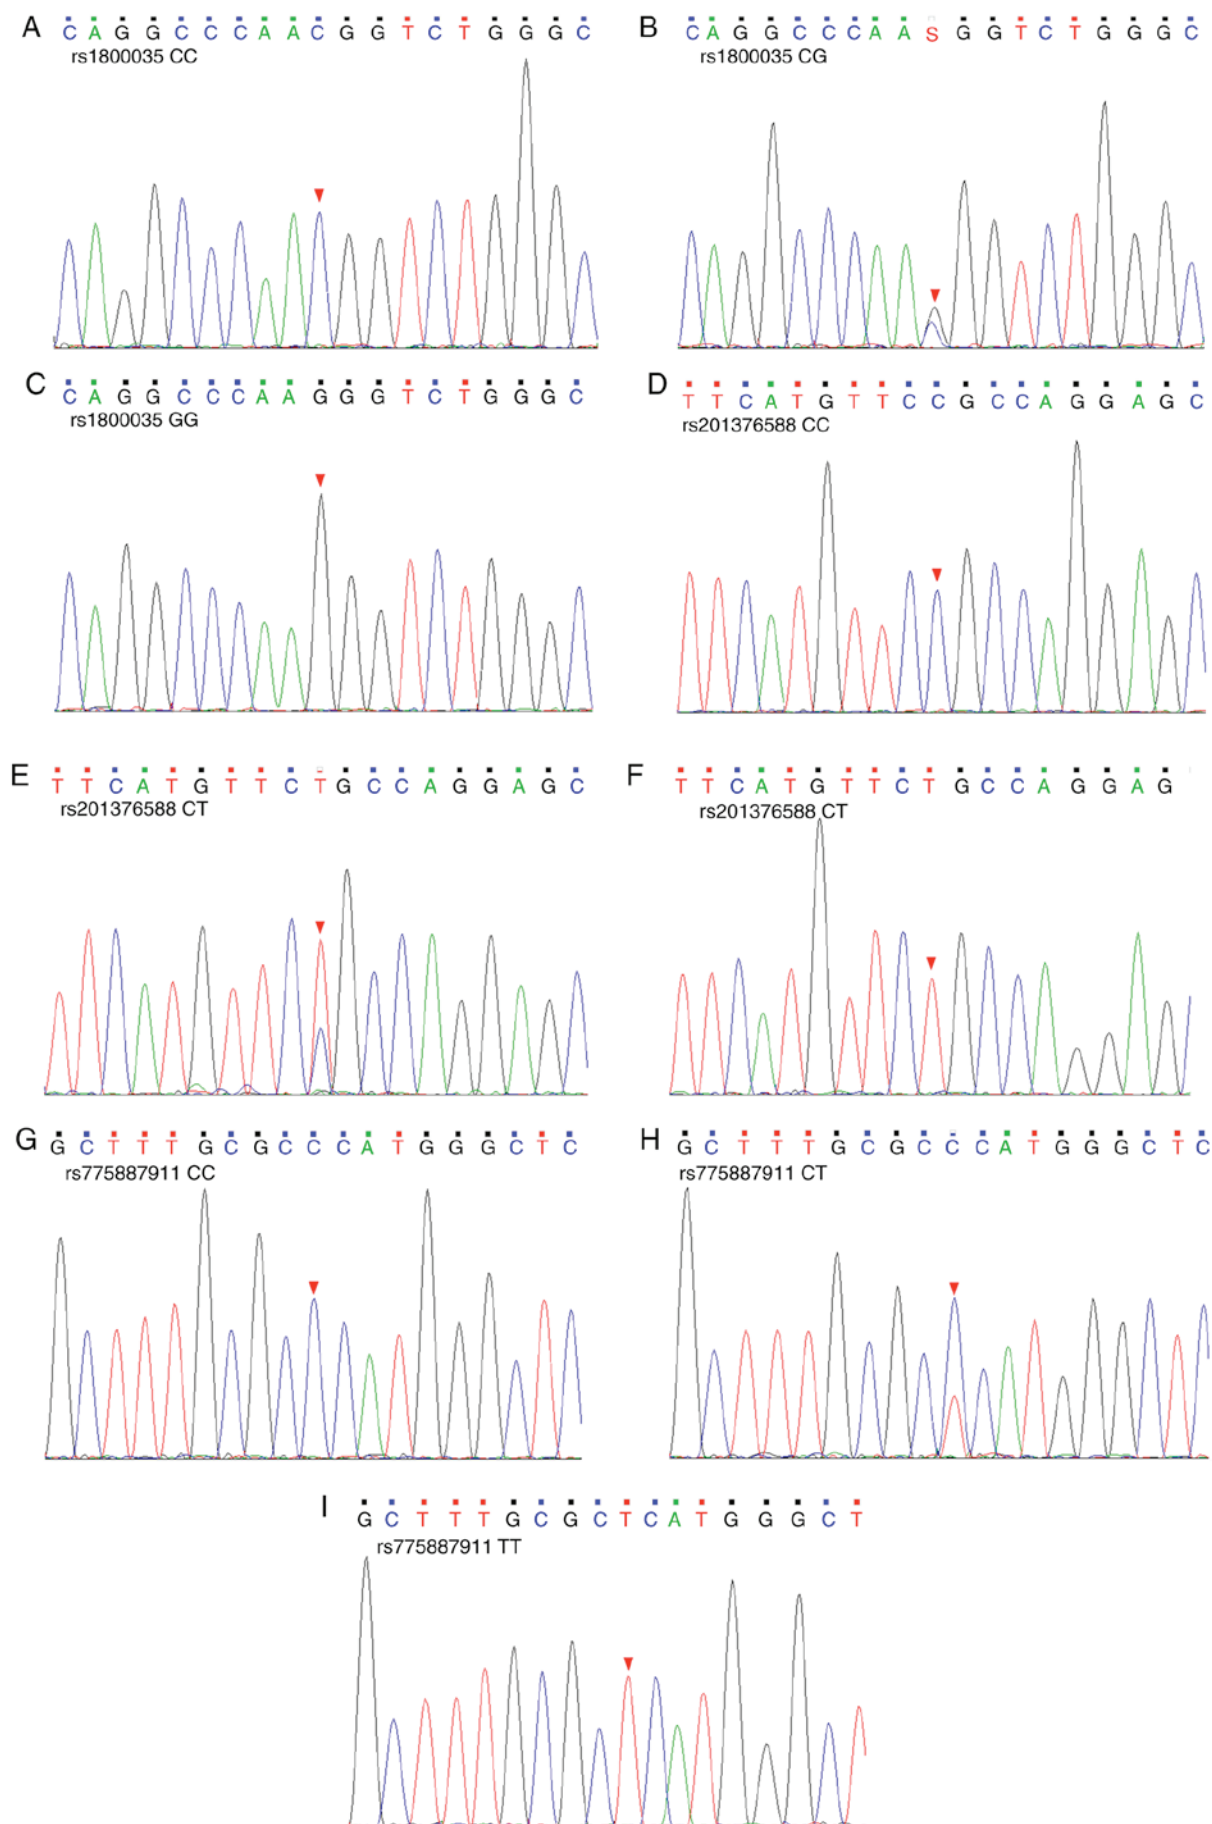 A C A G G C C C A A C G G T C T G G G C
rs1800035 CC
B C A G G C C C A A S G G T C T G G G C
rs1800035 CG
C C A G G C C C A A G G G T C T G G G C
rs1800035 GG
D T T C A T G T T C C G C C A G G A G C
rs201376588 CC
E T T C A T G T T C T G C C A G G A G C
rs201376588 CT
F T T C A T G T T C T G C C A G G A G
rs201376588 CT
G G C T T T G C G C C C A T G G G C T C
rs775887911 CC
H G C T T T G C G C C C A T G G G C T C
rs775887911 CT
I G C T T T G C G C T C A T G G G C T
rs775887911 TT